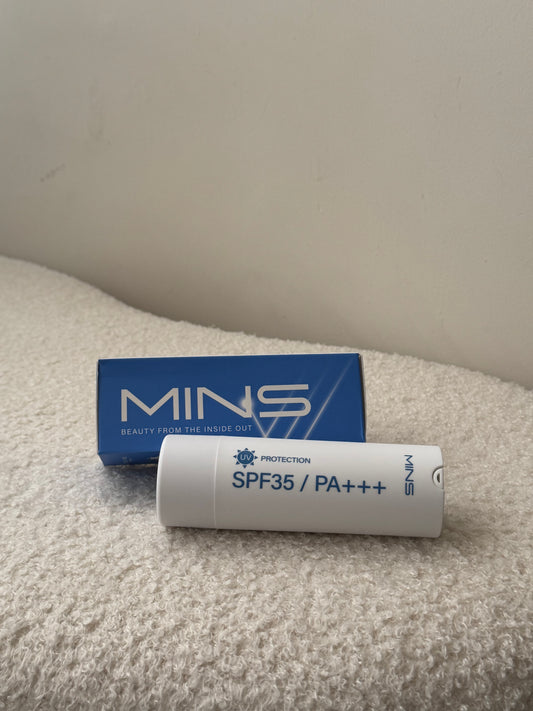 MINS
BEAUTY FROM THE INSIDE OUT
UV PROTECTION
SPF35 / PA+++
MINS